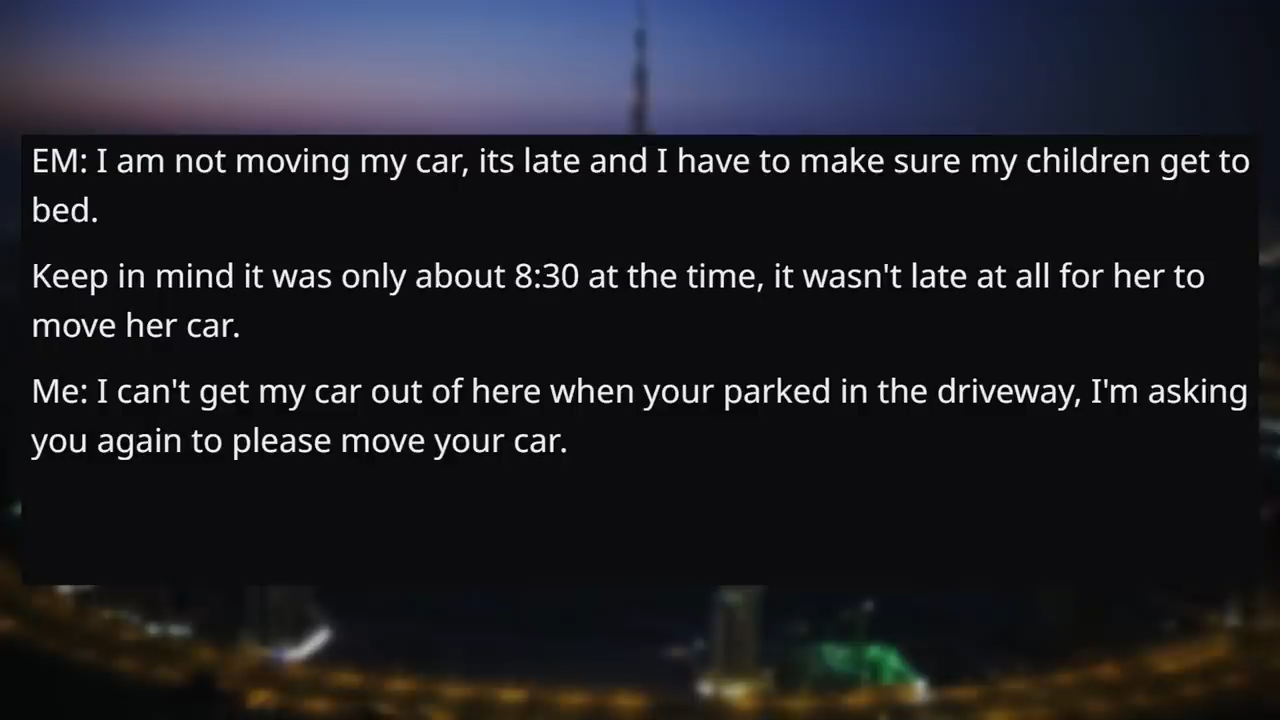 EM: I am not moving my car, its late and I have to make sure my children get to
bed.
Keep in mind it was only about 8:30 at the time, it wasn't late at all for her to
move her car.
Me: I can't get my car out of here when your parked in the driveway, I'm asking
you again to please move your car.